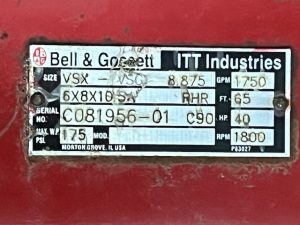 Bell & Gossett ITT Industries
SIZE VSX - VSC 8.875 GPM 1750
6X8X10.5A RHR FT. 65
SERIAL NO. C081956-01 C90 HP. 40
MAX. W.P. PSI. 175 MOD. RPM 1800
MORTON GROVE, IL USA P83027